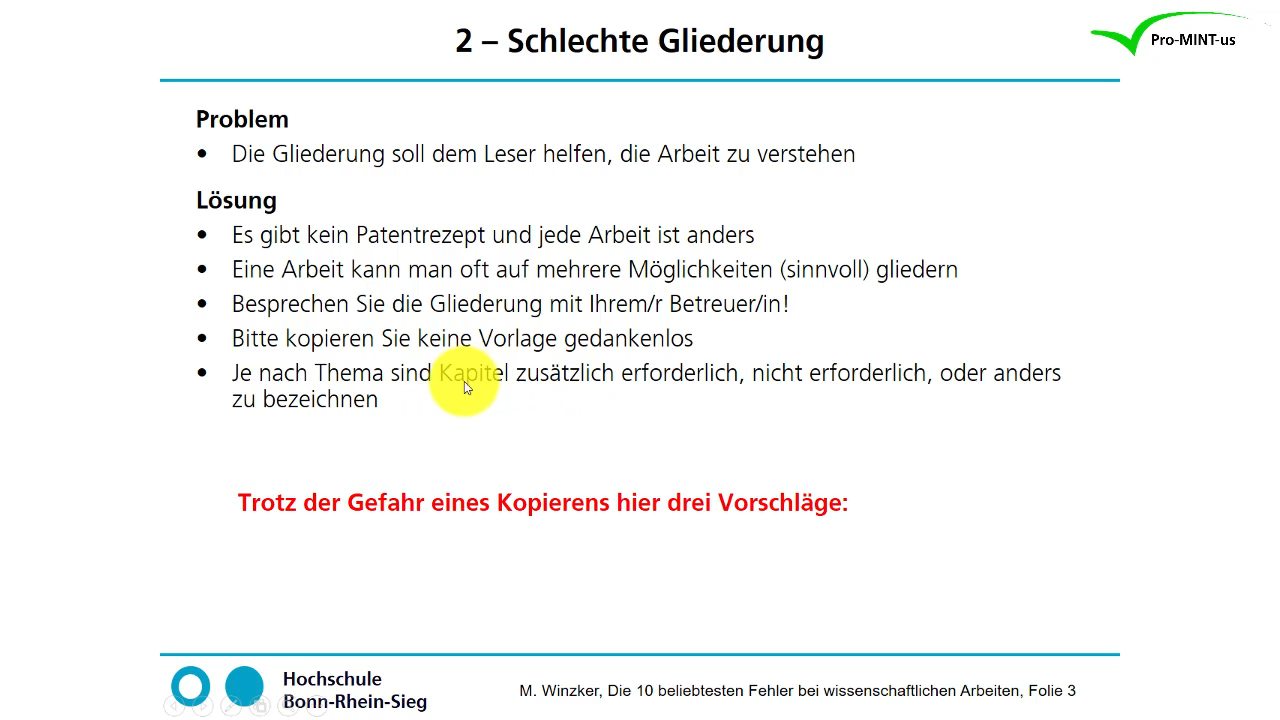 2 – Schlechte Gliederung
Pro-MINT-us
Problem
• Die Gliederung soll dem Leser helfen, die Arbeit zu verstehen
Lösung
• Es gibt kein Patentrezept und jede Arbeit ist anders
• Eine Arbeit kann man oft auf mehrere Möglichkeiten (sinnvoll) gliedern
• Besprechen Sie die Gliederung mit Ihrem/r Betreuer/in!
• Bitte kopieren Sie keine Vorlage gedankenlos
• Je nach Thema sind Kapitel zusätzlich erforderlich, nicht erforderlich, oder anders
zu bezeichnen
Trotz der Gefahr eines Kopierens hier drei Vorschläge:
Hochschule
Bonn-Rhein-Sieg
M. Winzker, Die 10 beliebtesten Fehler bei wissenschaftlichen Arbeiten, Folie 3